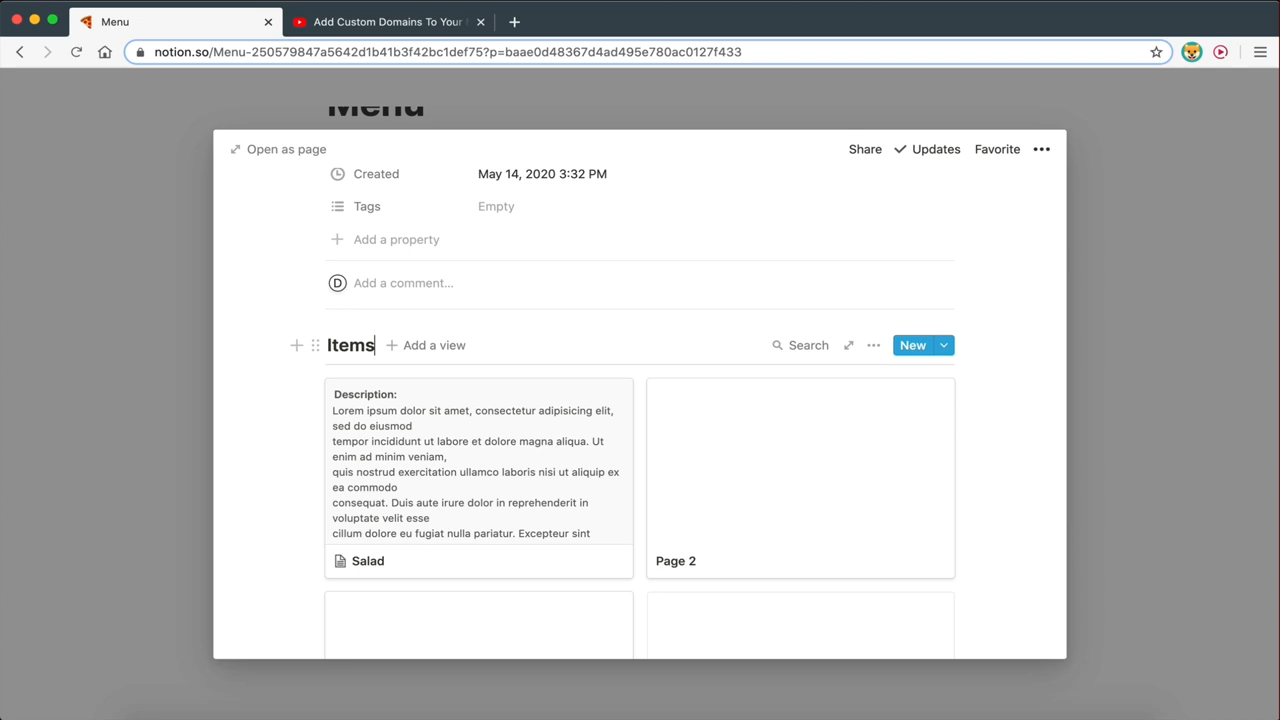 Menu
Add Custom Domains To Your
notion.so/Menu-250579847a5642d1b41b3f42bc1def75?p=baae0d48367d4ad495e780ac0127f433
Menu
Open as page
Share
Updates
Favorite
Created
May 14, 2020 3:32 PM
Tags
Empty
Add a property
D
Add a comment...
Items
Add a view
Search
New
Description:
Lorem ipsum dolor sit amet, consectetur adipisicing elit,
sed do eiusmod
tempor incididunt ut labore et dolore magna aliqua. Ut
enim ad minim veniam,
quis nostrud exercitation ullamco laboris nisi ut aliquip ex
ea commodo
consequat. Duis aute irure dolor in reprehenderit in
voluptate velit esse
cillum dolore eu fugiat nulla pariatur. Excepteur sint
Salad
Page 2